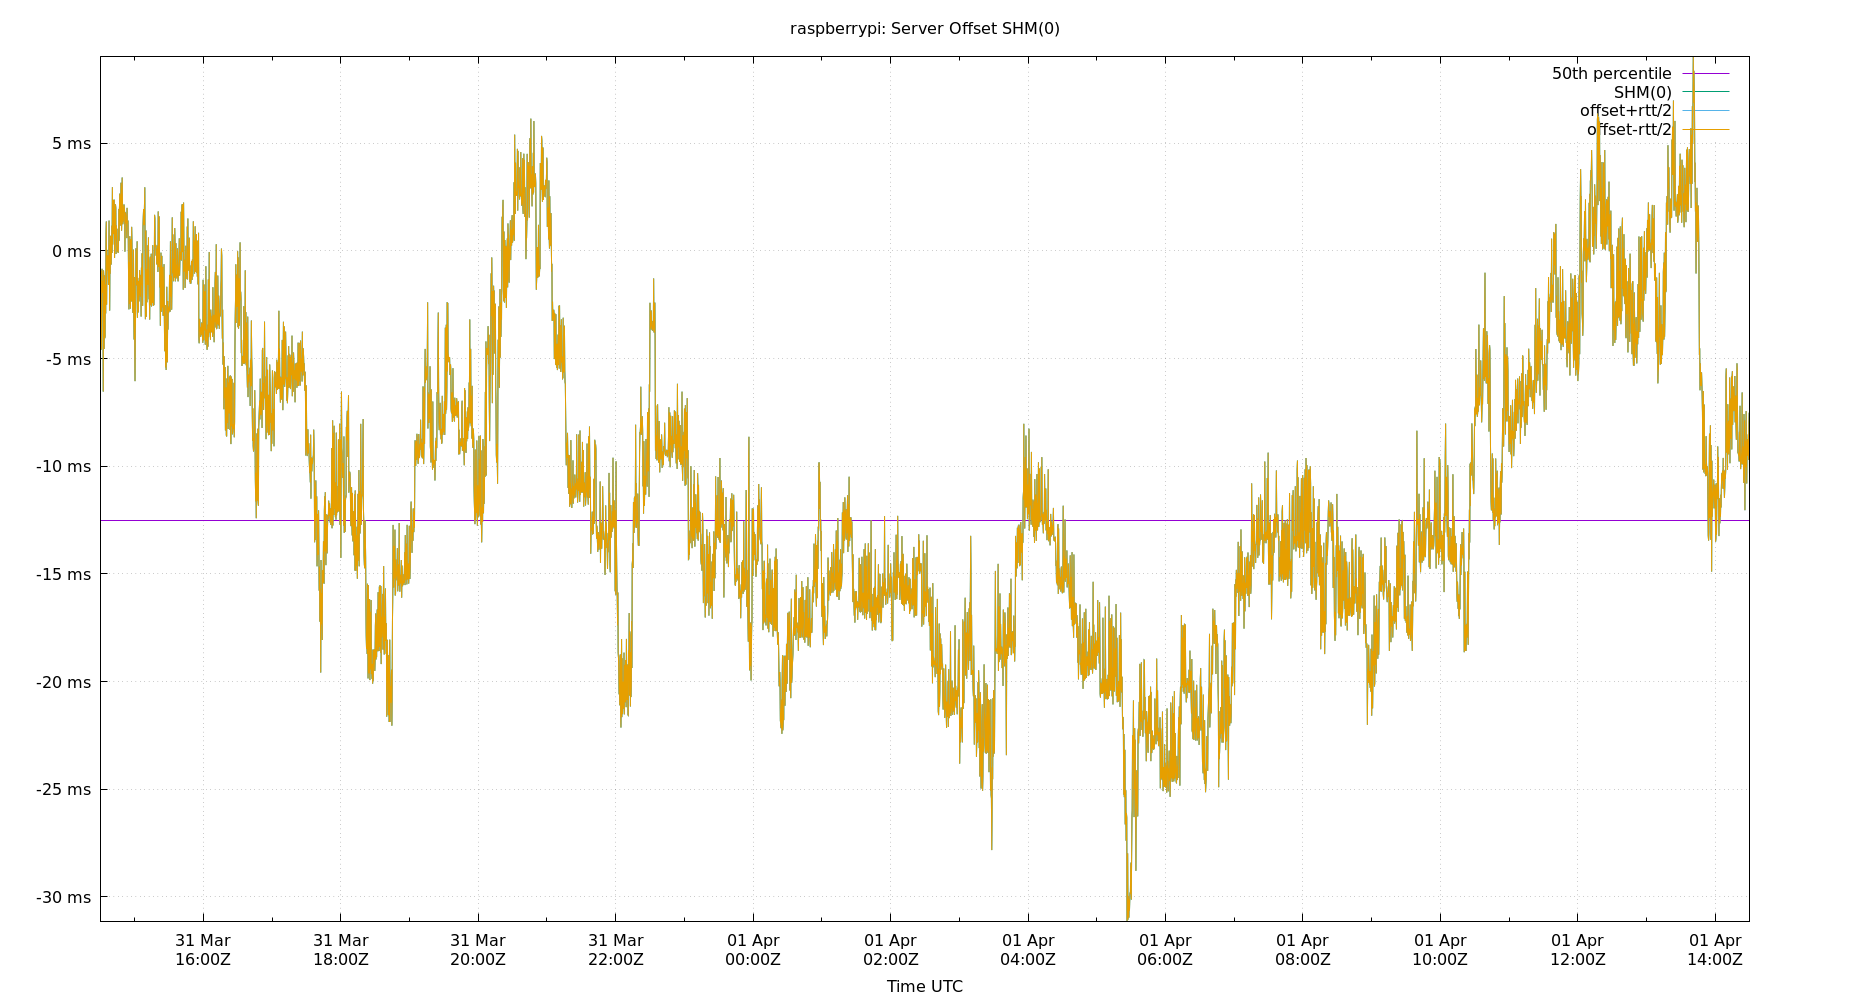 raspberrypi: Server Offset SHM(0)
50th percentile
SHM(0)
offset+rtt/2
offset-rtt/2
5 ms
0 ms
-5 ms
-10 ms
-15 ms
-20 ms
-25 ms
-30 ms
31 Mar 31 Mar 31 Mar 31 Mar 01 Apr 01 Apr 01 Apr 01 Apr 01 Apr 01 Apr 01 Apr 01 Apr
16:00Z 18:00Z 20:00Z 22:00Z 00:00Z 02:00Z 04:00Z 06:00Z 08:00Z 10:00Z 12:00Z 14:00Z
Time UTC